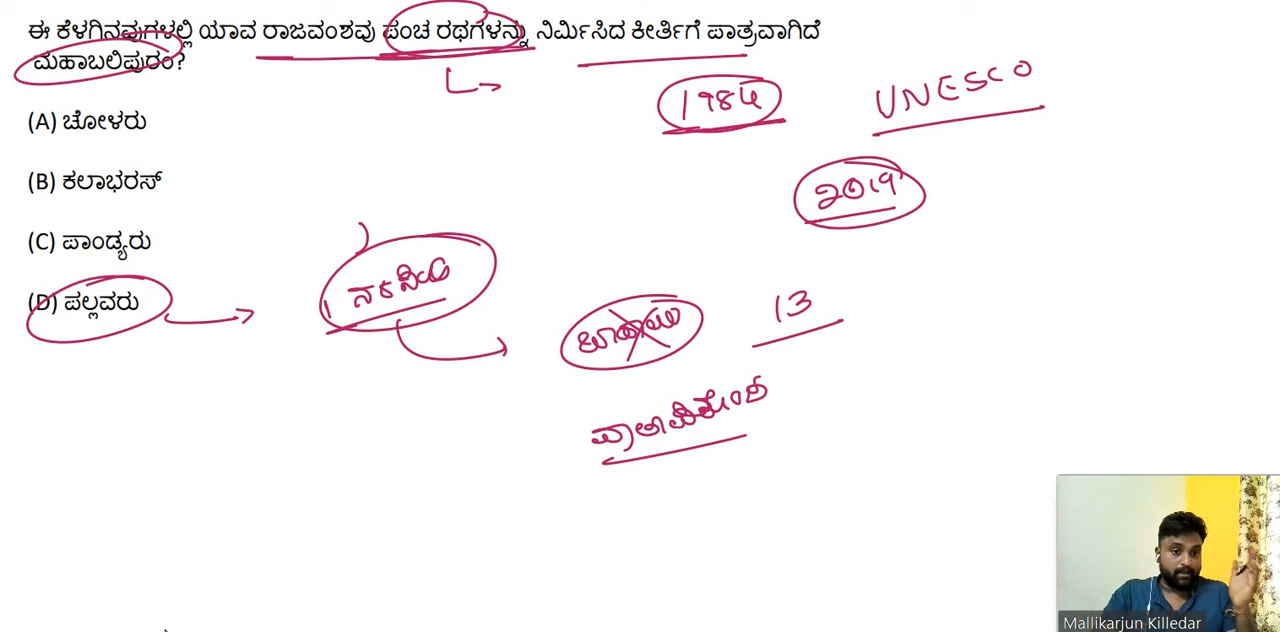 ಈ ಕೆಳಗಿನವುಗಳಲ್ಲಿ ಯಾವ ರಾಜವಂಶವು ಪಂಚ ರಥಗಳನ್ನು ನಿರ್ಮಿಸಿದ ಕೀರ್ತಿಗೆ ಪಾತ್ರವಾಗಿದೆ
ಮಹಾಬಲಿಪುರಂ?
1984
UNESCO
(A) ಚೋಳರು
(B) ಕಲಾಭರಸ್
2019
(C) ಪಾಂಡ್ಯರು
(D) ಪಲ್ಲವರು
13
Mallikarjun Killedar